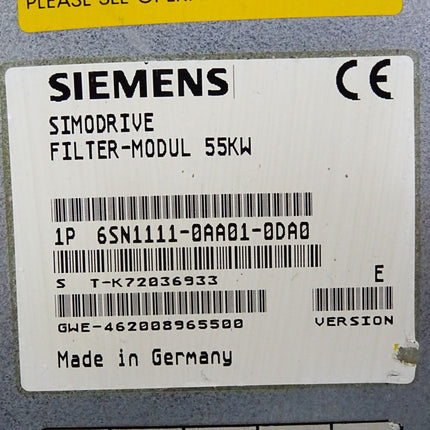 PLEASE SEE
SIEMENS CE
SIMODRIVE
FILTER-MODUL 55KW
1P 6SN1111-0AA01-0DA0
S T-K72036933
E
GWE-462008965500
VERSION
Made in Germany